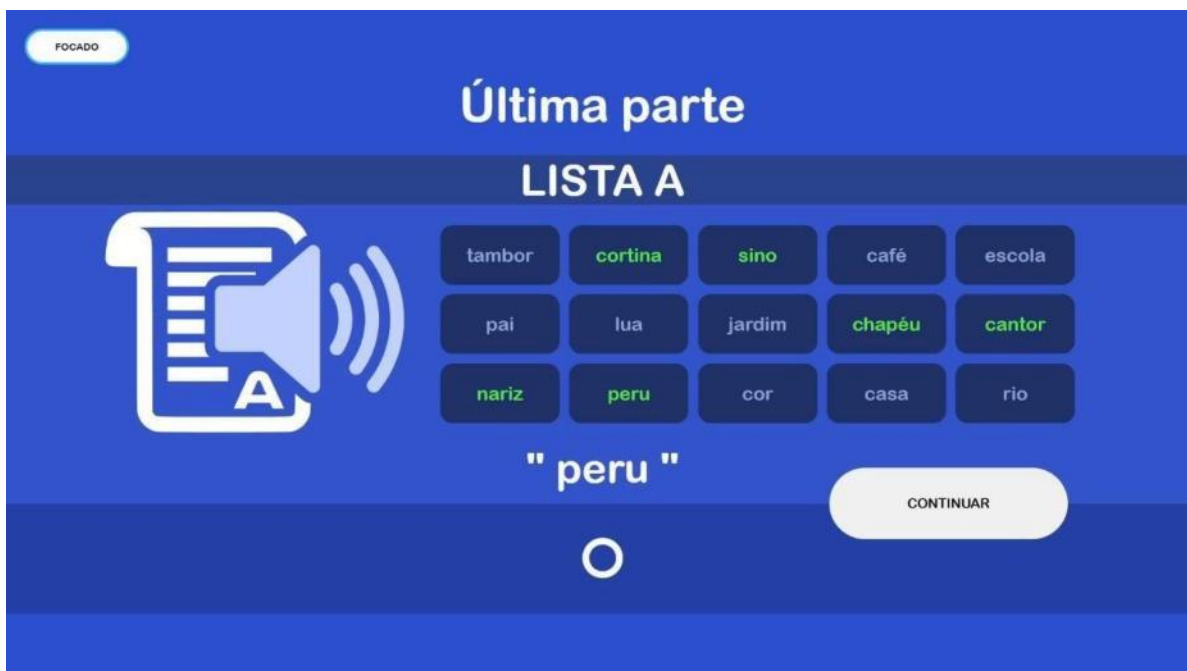 FOCADO
Última parte
LISTA A
tambor cortina sino café escola
pai lua jardim chapéu cantor
nariz peru cor casa rio
A
" peru "
CONTINUAR